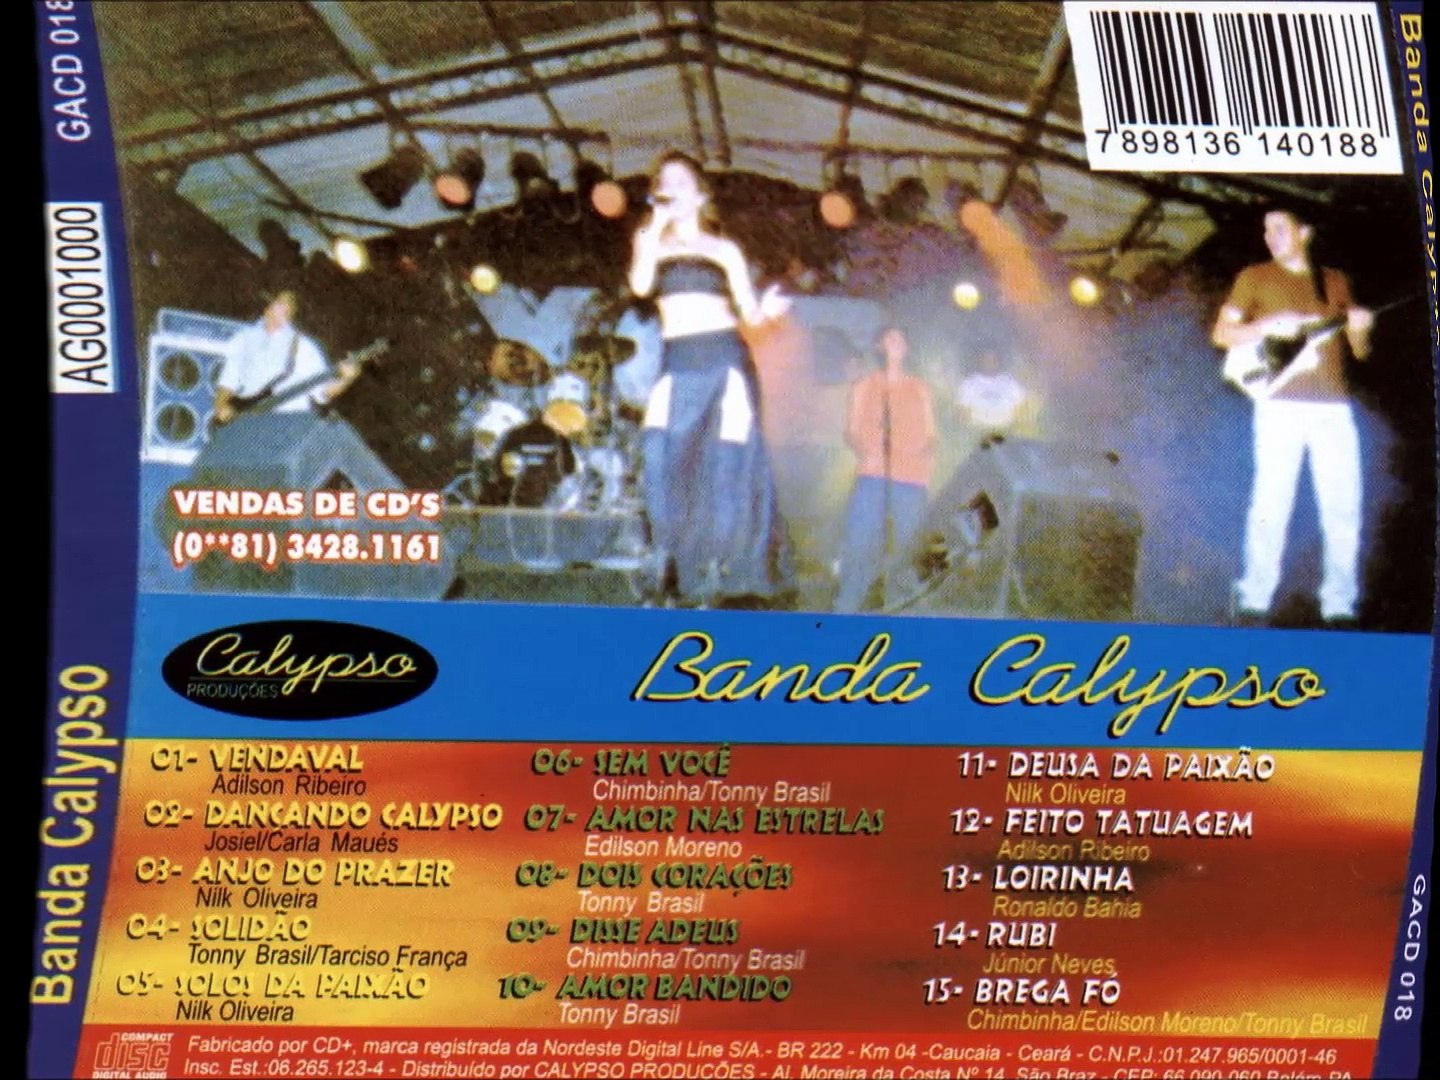 GACD 018
AG0001000
Banda Calypso
7 898136 140188
VENDAS DE CD'S
(0**81) 3428.1161
Calypso
PRODUÇÕES
Banda Calypso
01- VENDAVAL
Adilson Ribeiro
02- DANÇANDO CALYPSO
Josiel/Carla Maués
03- ANJO DO PRAZER
Nilk Oliveira
04- SOLIDÃO
Tonny Brasil/Tarciso França
05- SOLOS DA PAIXÃO
Nilk Oliveira
06- SEM VOCÊ
Chimbinha/Tonny Brasil
07- AMOR NAS ESTRELAS
Edilson Moreno
08- DOIS CORAÇÕES
Tonny Brasil
09- DISSE ADEUS
Chimbinha/Tonny Brasil
10- AMOR BANDIDO
Tonny Brasil
11- DEUSA DA PAIXÃO
Nilk Oliveira
12- FEITO TATUAGEM
Adilson Ribeiro
13- LOIRINHA
Ronaldo Bahia
14- RUBI
Júnior Neves
15- BREGA FÓ
Chimbinha/Edilson Moreno/Tonny Brasil
COMPACT
disc
DIGITAL AUDIO
Fabricado por CD+, marca registrada da Nordeste Digital Line S/A.- BR 222 - Km 04 -Caucaia - Ceará - C.N.P.J.:01.247.965/0001-46
Insc. Est.:06.265.123-4 - Distribuído por CALYPSO PRODUÇÕES - Al. Moreira da Costa Nº 14, São Braz - CEP: 66.090-060 Belém-PA
Banda Calypso
GACD 018